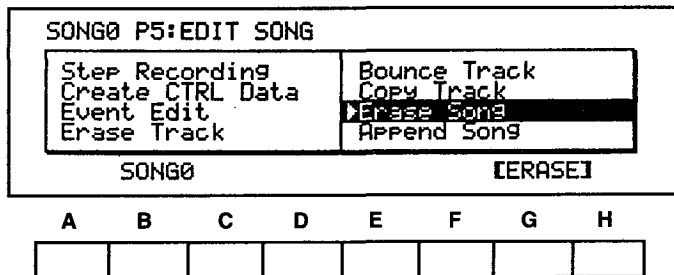 SONG0 P5:EDIT SONG
Step Recording
Create CTRL Data
Event Edit
Erase Track
Bounce Track
Copy Track
Erase Song
Append Song
SONG0 [ERASE]
A B C D E F G H